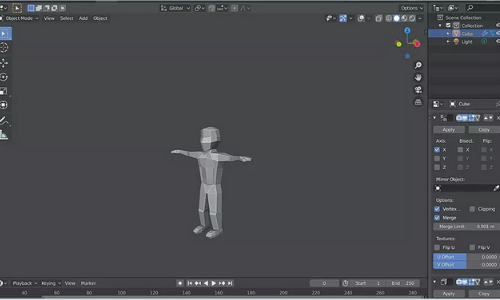 Global
Options
Object Mode View Select Add Object
Scene Collection
Collection
Cube
Light
Cube
Apply Copy
Axis: Bisect. Flip:
X X X
Y Y Y
Z Z Z
Mirror Object:
Options:
Vertex... Clipping
Merge
Merge Limit 0.001 m
Textures:
Flip U Flip V
U Offset 0.0000
V Offset 0.0000
Apply Copy
Playback Keying View Marker
0 Start 1 End 250
40 60 80 100 120 140 160 180 200 220 240 260 280